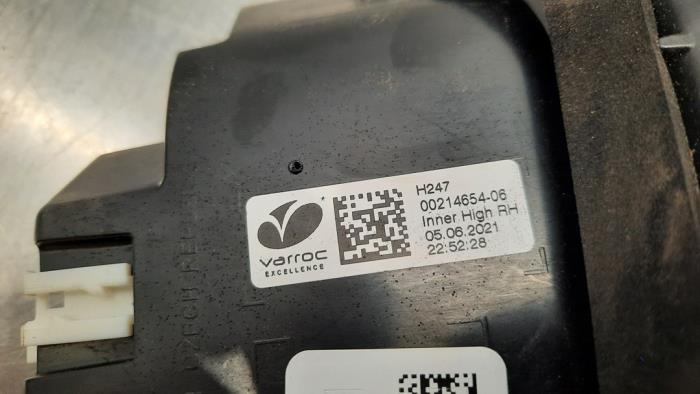 varroc
EXCELLENCE
H247
00214654-06
Inner High RH
05.06.2021
22:52:28